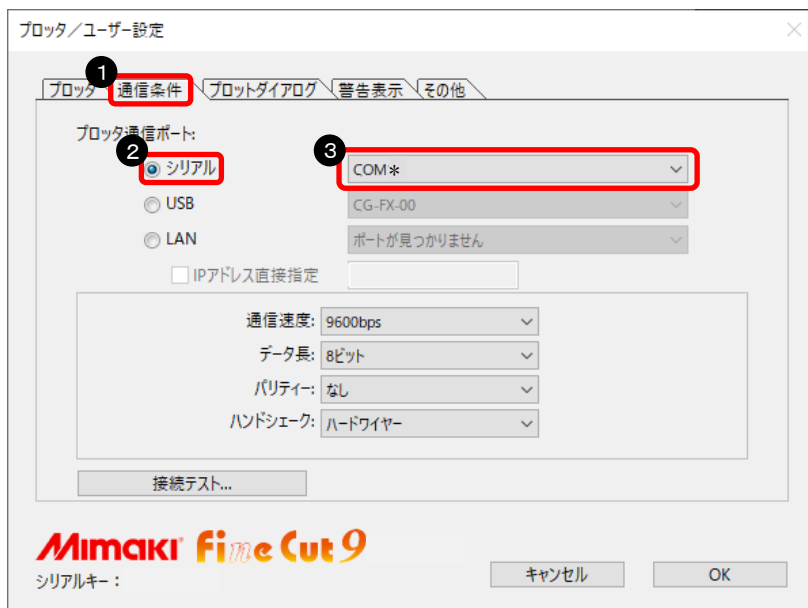 プロッタ／ユーザー設定
1
プロッタ 通信条件 プロットダイアログ 警告表示 その他
プロッタ通信ポート:
2 3
シリアル COM*
USB CG-FX-00
LAN ポートが見つかりません
IPアドレス直接指定
通信速度: 9600bps
データ長: 8ビット
パリティー: なし
ハンドシェーク: ハードワイヤー
接続テスト...
Mimaki Fine Cut 9
シリアルキー：
キャンセル OK